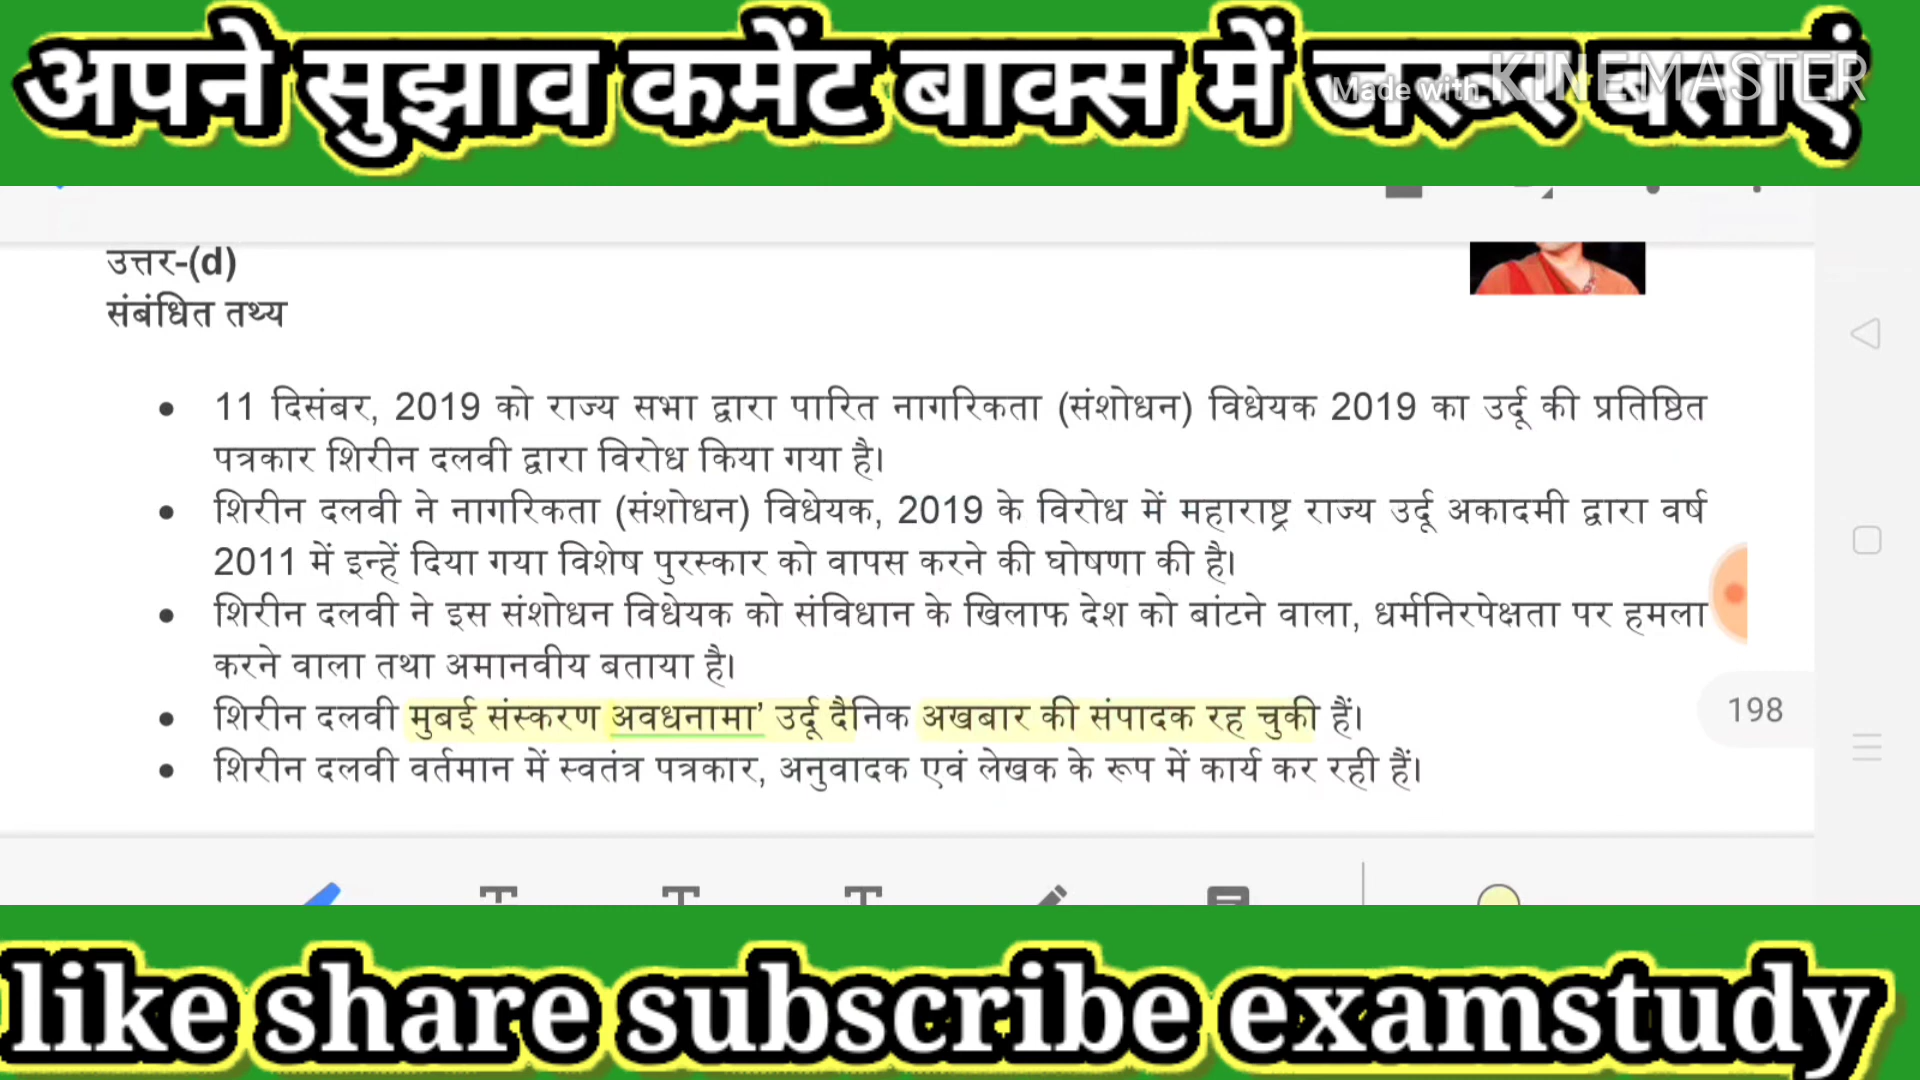 अपने सुझाव कमेंट बाक्स में जरूर बताएं
Made with KINEMASTER
उत्तर-(d)
संबंधित तथ्य
• 11 दिसंबर, 2019 को राज्य सभा द्वारा पारित नागरिकता (संशोधन) विधेयक 2019 का उर्दू की प्रतिष्ठित
पत्रकार शिरीन दलवी द्वारा विरोध किया गया है।
• शिरीन दलवी ने नागरिकता (संशोधन) विधेयक, 2019 के विरोध में महाराष्ट्र राज्य उर्दू अकादमी द्वारा वर्ष
2011 में इन्हें दिया गया विशेष पुरस्कार को वापस करने की घोषणा की है।
• शिरीन दलवी ने इस संशोधन विधेयक को संविधान के खिलाफ देश को बांटने वाला, धर्मनिरपेक्षता पर हमला
करने वाला तथा अमानवीय बताया है।
• शिरीन दलवी मुबई संस्करण अवधनामा’ उर्दू दैनिक अखबार की संपादक रह चुकी हैं।
198
• शिरीन दलवी वर्तमान में स्वतंत्र पत्रकार, अनुवादक एवं लेखक के रूप में कार्य कर रही हैं।
like share subscribe examstudy